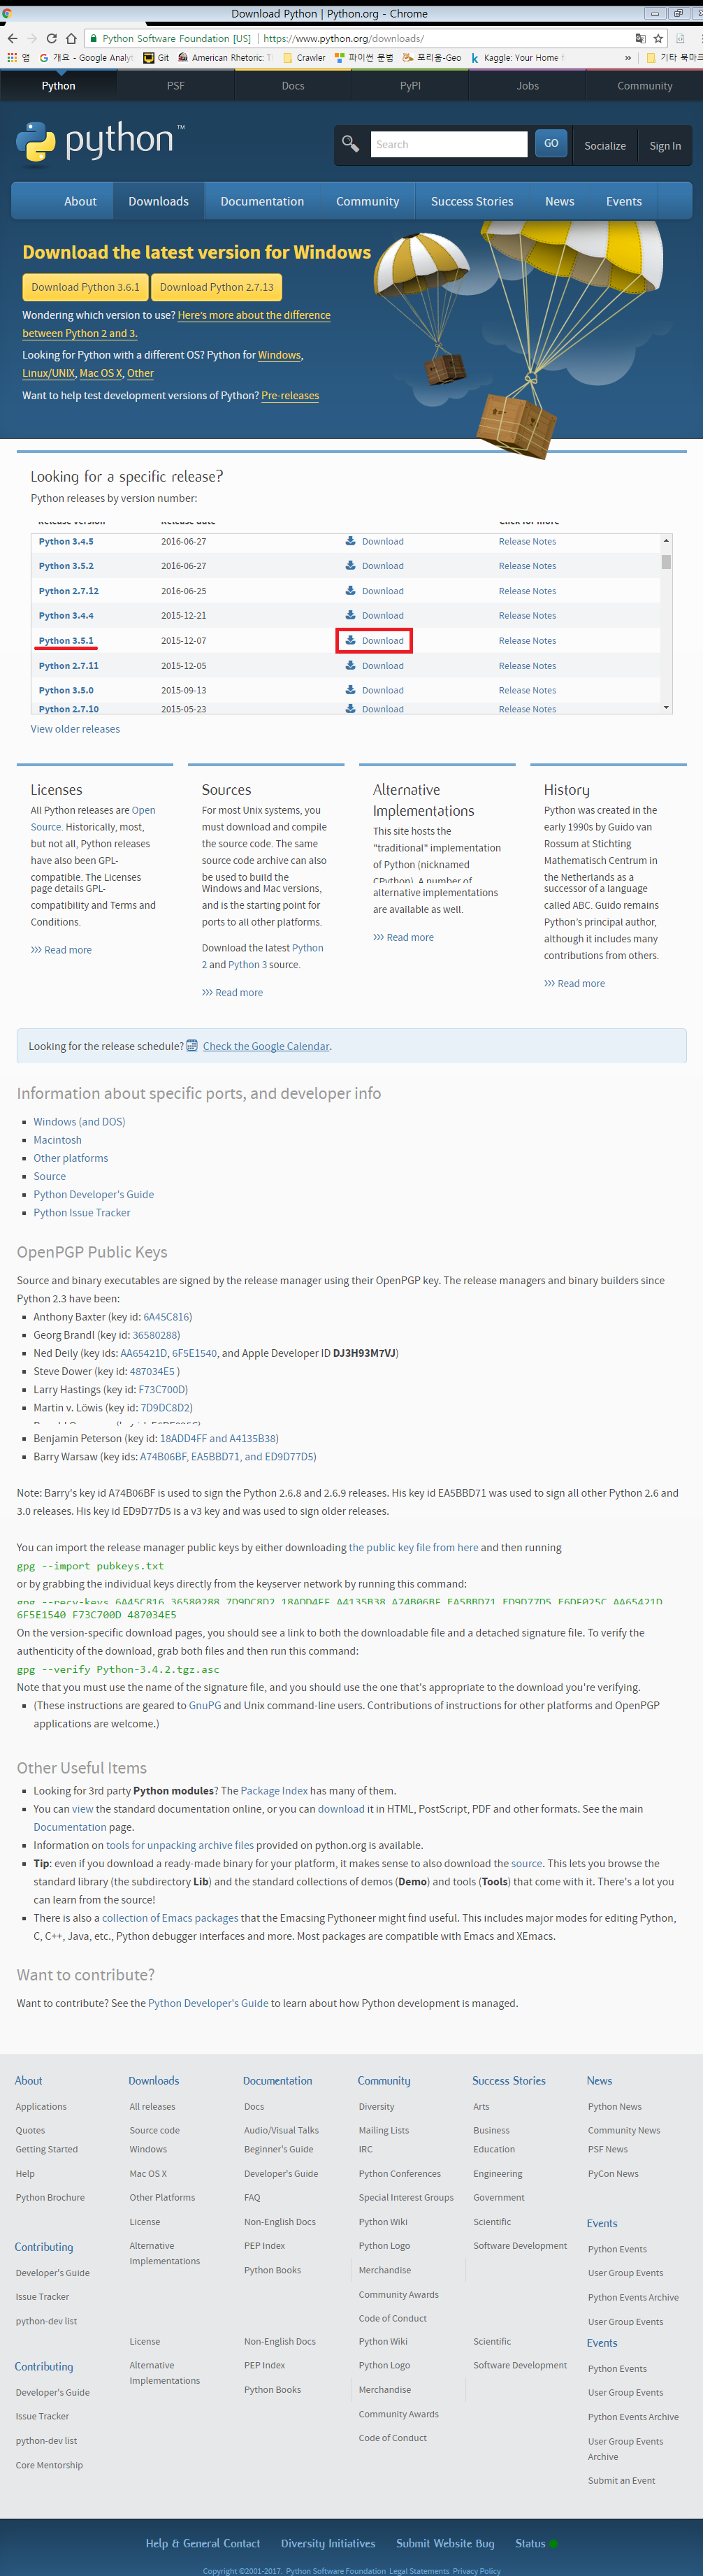 Download Python | Python.org - Chrome
Python Software Foundation [US] | https://www.python.org/downloads/
앱 개요 - Google Analy Git American Rhetoric: T Crawler 파이썬 문법 포리올-Geo Kaggle: Your Home » 기타 북마크
Python PSF Docs PyPI Jobs Community
python™
Search GO Socialize Sign In
About Downloads Documentation Community Success Stories News Events
Download the latest version for Windows
Download Python 3.6.1 Download Python 2.7.13
Wondering which version to use? Here's more about the difference
between Python 2 and 3.
Looking for Python with a different OS? Python for Windows,
Linux/UNIX, Mac OS X, Other
Want to help test development versions of Python? Pre-releases
Looking for a specific release?
Python releases by version number:
Release version Release date Click for more
Python 3.4.5 2016-06-27 Download Release Notes
Python 3.5.2 2016-06-27 Download Release Notes
Python 2.7.12 2016-06-25 Download Release Notes
Python 3.4.4 2015-12-21 Download Release Notes
Python 3.5.1 2015-12-07 Download Release Notes
Python 2.7.11 2015-12-05 Download Release Notes
Python 3.5.0 2015-09-13 Download Release Notes
Python 2.7.10 2015-05-23 Download Release Notes
View older releases
Licenses
All Python releases are Open
Source. Historically, most,
but not all, Python releases
have also been GPL-
compatible. The Licenses
page details GPL-
compatibility and Terms and
Conditions.
>>> Read more
Sources
For most Unix systems, you
must download and compile
the source code. The same
source code archive can also
be used to build the
Windows and Mac versions,
and is the starting point for
ports to all other platforms.
Download the latest Python
2 and Python 3 source.
>>> Read more
Alternative
Implementations
This site hosts the
"traditional" implementation
of Python (nicknamed
CPython). A number of
alternative implementations
are available as well.
>>> Read more
History
Python was created in the
early 1990s by Guido van
Rossum at Stichting
Mathematisch Centrum in
the Netherlands as a
successor of a language
called ABC. Guido remains
Python's principal author,
although it includes many
contributions from others.
>>> Read more
Looking for the release schedule? Check the Google Calendar.
Information about specific ports, and developer info
Windows (and DOS)
Macintosh
Other platforms
Source
Python Developer's Guide
Python Issue Tracker
OpenPGP Public Keys
Source and binary executables are signed by the release manager using their OpenPGP key. The release managers and binary builders since
Python 2.3 have been:
Anthony Baxter (key id: 6A45C816)
Georg Brandl (key id: 36580288)
Ned Deily (key ids: AA65421D, 6F5E1540, and Apple Developer ID DJ3H93M7VJ)
Steve Dower (key id: 487034E5 )
Larry Hastings (key id: F73C700D)
Martin v. Löwis (key id: 7D9DC8D2)
Benjamin Peterson (key id: 18ADD4FF and A4135B38)
Barry Warsaw (key ids: A74B06BF, EA5BBD71, and ED9D77D5)
Note: Barry's key id A74B06BF is used to sign the Python 2.6.8 and 2.6.9 releases. His key id EA5BBD71 was used to sign all other Python 2.6 and
3.0 releases. His key id ED9D77D5 is a v3 key and was used to sign older releases.
You can import the release manager public keys by either downloading the public key file from here and then running
gpg --import pubkeys.txt
or by grabbing the individual keys directly from the keyserver network by running this command:
gpg --recv-keys 6A45C816 36580288 7D9DC8D2 18ADD4FF A4135B38 A74B06BF EA5BBD71 ED9D77D5 E6DF025C AA65421D
6F5E1540 F73C700D 487034E5
On the version-specific download pages, you should see a link to both the downloadable file and a detached signature file. To verify the
authenticity of the download, grab both files and then run this command:
gpg --verify Python-3.4.2.tgz.asc
Note that you must use the name of the signature file, and you should use the one that's appropriate to the download you're verifying.
(These instructions are geared to GnuPG and Unix command-line users. Contributions of instructions for other platforms and OpenPGP
applications are welcome.)
Other Useful Items
Looking for 3rd party Python modules? The Package Index has many of them.
You can view the standard documentation online, or you can download it in HTML, PostScript, PDF and other formats. See the main
Documentation page.
Information on tools for unpacking archive files provided on python.org is available.
Tip: even if you download a ready-made binary for your platform, it makes sense to also download the source. This lets you browse the
standard library (the subdirectory Lib) and the standard collections of demos (Demo) and tools (Tools) that come with it. There's a lot you
can learn from the source!
There is also a collection of Emacs packages that the Emacsing Pythoneer might find useful. This includes major modes for editing Python,
C, C++, Java, etc., Python debugger interfaces and more. Most packages are compatible with Emacs and XEmacs.
Want to contribute?
Want to contribute? See the Python Developer's Guide to learn about how Python development is managed.
About Downloads Documentation Community Success Stories News
Applications All releases Docs Diversity Arts Python News
Quotes Source code Audio/Visual Talks Mailing Lists Business Community News
Getting Started Windows Beginner's Guide IRC Education PSF News
Help Mac OS X Developer's Guide Python Conferences Engineering PyCon News
Python Brochure Other Platforms FAQ Special Interest Groups Government
License Non-English Docs Python Wiki Scientific Events
Contributing Alternative PEP Index Python Logo Software Development Python Events
Implementations
Developer's Guide Python Books Merchandise User Group Events
Issue Tracker Community Awards Python Events Archive
python-dev list Code of Conduct User Group Events
License Non-English Docs Python Wiki Scientific Events
Contributing Alternative PEP Index Python Logo Software Development Python Events
Implementations
Developer's Guide Python Books Merchandise User Group Events
Issue Tracker Community Awards Python Events Archive
python-dev list Code of Conduct User Group Events
Archive
Core Mentorship Submit an Event
Help & General Contact Diversity Initiatives Submit Website Bug Status
Copyright ©2001-2017. Python Software Foundation Legal Statements Privacy Policy